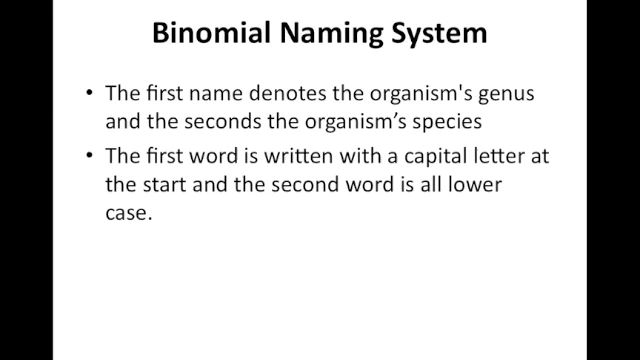 Binomial Naming System
• The first name denotes the organism's genus
and the seconds the organism’s species
• The first word is written with a capital letter at
the start and the second word is all lower
case.